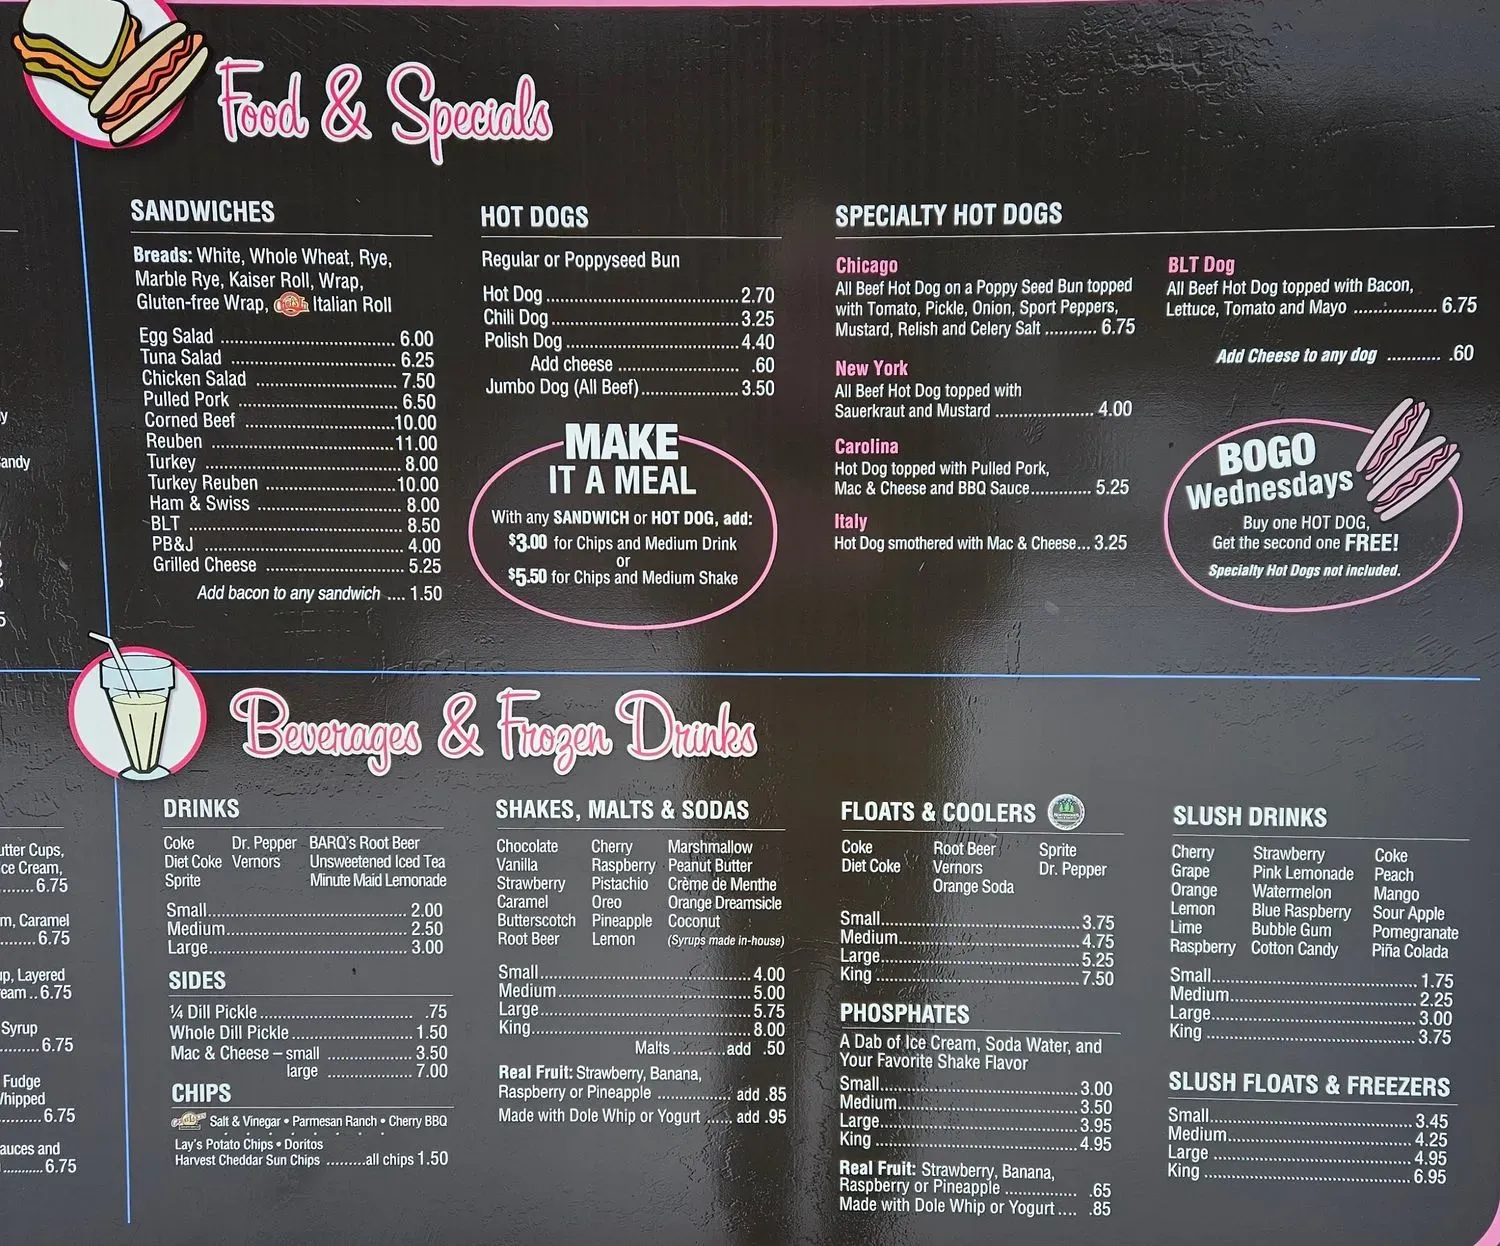 Food & Specials
SANDWICHES
Breads: White, Whole Wheat, Rye,
Marble Rye, Kaiser Roll, Wrap,
Gluten-free Wrap, Italian Roll
Egg Salad ........ 6.00
Tuna Salad ........ 6.25
Chicken Salad ........ 7.50
Pulled Pork ........ 6.50
Corned Beef ........ 10.00
Reuben ........ 11.00
Turkey ........ 8.00
Turkey Reuben ........ 10.00
Ham & Swiss ........ 8.00
BLT ........ 8.50
PB&J ........ 4.00
Grilled Cheese ........ 5.25
Add bacon to any sandwich .... 1.50
HOT DOGS
Regular or Poppyseed Bun
Hot Dog ........ 2.70
Chili Dog ........ 3.25
Polish Dog ........ 4.40
Add cheese ........ .60
Jumbo Dog (All Beef) ........ 3.50
MAKE
IT A MEAL
With any SANDWICH or HOT DOG, add:
$3.00 for Chips and Medium Drink
or
$5.50 for Chips and Medium Shake
SPECIALTY HOT DOGS
Chicago
All Beef Hot Dog on a Poppy Seed Bun topped
with Tomato, Pickle, Onion, Sport Peppers,
Mustard, Relish and Celery Salt ........ 6.75
New York
All Beef Hot Dog topped with
Sauerkraut and Mustard ........ 4.00
Carolina
Hot Dog topped with Pulled Pork,
Mac & Cheese and BBQ Sauce ........ 5.25
Italy
Hot Dog smothered with Mac & Cheese... 3.25
BLT Dog
All Beef Hot Dog topped with Bacon,
Lettuce, Tomato and Mayo ........ 6.75
Add Cheese to any dog ........ .60
BOGO
Wednesdays
Buy one HOT DOG,
Get the second one FREE!
Specialty Hot Dogs not included.
Beverages & Frozen Drinks
DRINKS
Coke Dr. Pepper BARQ's Root Beer
Diet Coke Vernors Unsweetened Iced Tea
Sprite Minute Maid Lemonade
Small ........ 2.00
Medium ........ 2.50
Large ........ 3.00
SIDES
¼ Dill Pickle ........ .75
Whole Dill Pickle ........ 1.50
Mac & Cheese – small ........ 3.50
large ........ 7.00
CHIPS
Salt & Vinegar • Parmesan Ranch • Cherry BBQ
Lay's Potato Chips • Doritos
Harvest Cheddar Sun Chips .........all chips 1.50
SHAKES, MALTS & SODAS
Chocolate Cherry Marshmallow
Vanilla Raspberry Peanut Butter
Strawberry Pistachio Crème de Menthe
Caramel Oreo Orange Dreamsicle
Butterscotch Pineapple Coconut
Root Beer Lemon (Syrups made in-house)
Small ........ 4.00
Medium ........ 5.00
Large ........ 5.75
King ........ 8.00
Malts ........ add .50
Real Fruit: Strawberry, Banana,
Raspberry or Pineapple ........ add .85
Made with Dole Whip or Yogurt ...... add .95
FLOATS & COOLERS
Coke Root Beer Sprite
Diet Coke Vernors Dr. Pepper
Orange Soda
Small ........ 3.75
Medium ........ 4.75
Large ........ 5.25
King ........ 7.50
PHOSPHATES
A Dab of Ice Cream, Soda Water, and
Your Favorite Shake Flavor
Small ........ 3.00
Medium ........ 3.50
Large ........ 3.95
King ........ 4.95
Real Fruit: Strawberry, Banana,
Raspberry or Pineapple ........ .65
Made with Dole Whip or Yogurt .... .85
SLUSH DRINKS
Cherry Strawberry Coke
Grape Pink Lemonade Peach
Orange Watermelon Mango
Lemon Blue Raspberry Sour Apple
Lime Bubble Gum Pomegranate
Raspberry Cotton Candy Piña Colada
Small ........ 1.75
Medium ........ 2.25
Large ........ 3.00
King ........ 3.75
SLUSH FLOATS & FREEZERS
Small ........ 3.45
Medium ........ 4.25
Large ........ 4.95
King ........ 6.95
Cups,
Cream,
6.75
Caramel
6.75
Layered
6.75
Syrup
6.75
Fudge
6.75
and
6.75